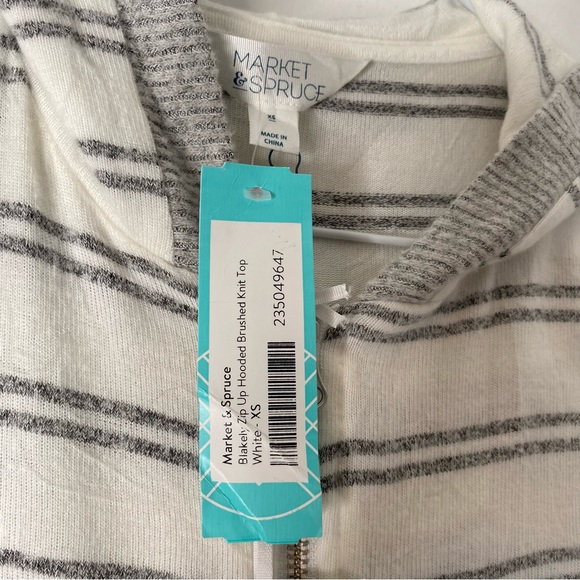 MARKET
& SPRUCE
XS
MADE IN
CHINA
Market & Spruce
Blakely Zip Up Hooded Brushed Knit Top
White - XS
235049647